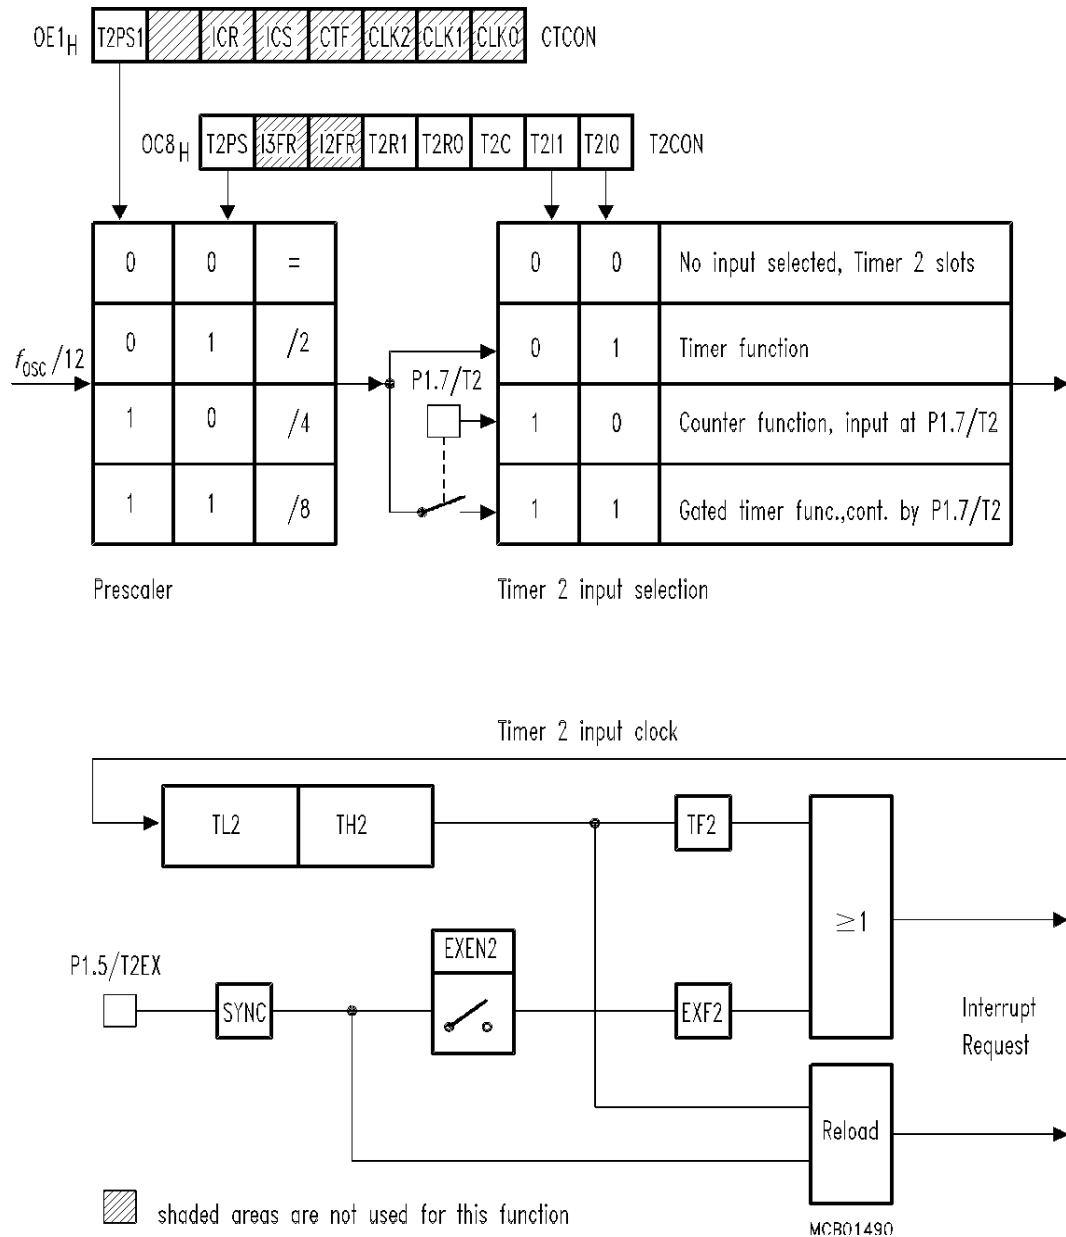 OE1H T2PS1 ICR ICS CTF CLK2 CLK1 CLK0 CTCON
OC8H T2PS I3FR I2FR T2R1 T2R0 T2C T2I1 T2I0 T2CON
0 0 =
0 1 /2
1 0 /4
1 1 /8
fosc/12
Prescaler
P1.7/T2
0 0 No input selected, Timer 2 slots
0 1 Timer function
1 0 Counter function, input at P1.7/T2
1 1 Gated timer func.,cont. by P1.7/T2
Timer 2 input selection
Timer 2 input clock
TL2 TH2 TF2
≥1
P1.5/T2EX
SYNC
EXEN2
EXF2
Interrupt
Request
Reload
shaded areas are not used for this function
MCB01490